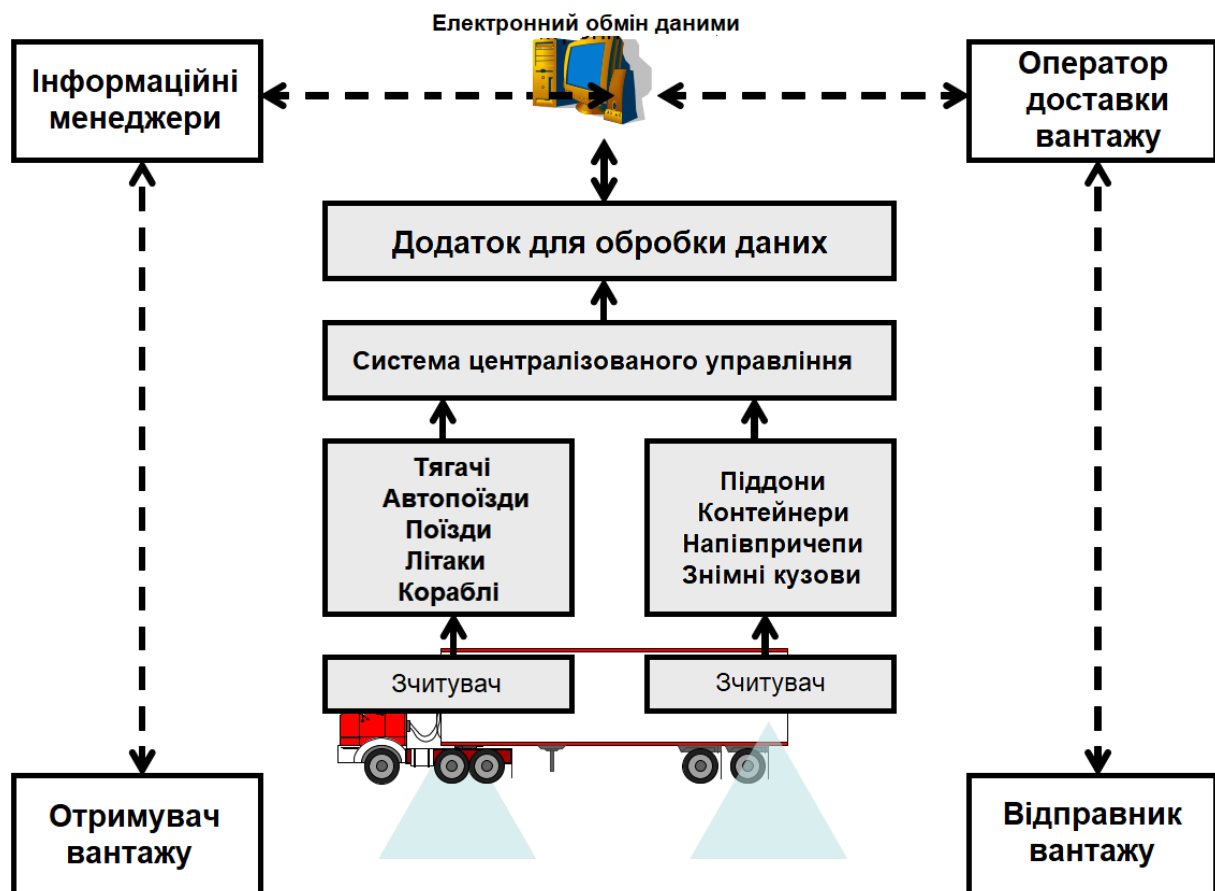 Електронний обмін даними
Інформаційні
менеджери
Оператор
доставки
вантажу
Додаток для обробки даних
Система централізованого управління
Тягачі
Автопоїзди
Поїзди
Літаки
Кораблі
Піддони
Контейнери
Напівпричепи
Знімні кузови
Зчитувач
Зчитувач
Отримувач
вантажу
Відправник
вантажу